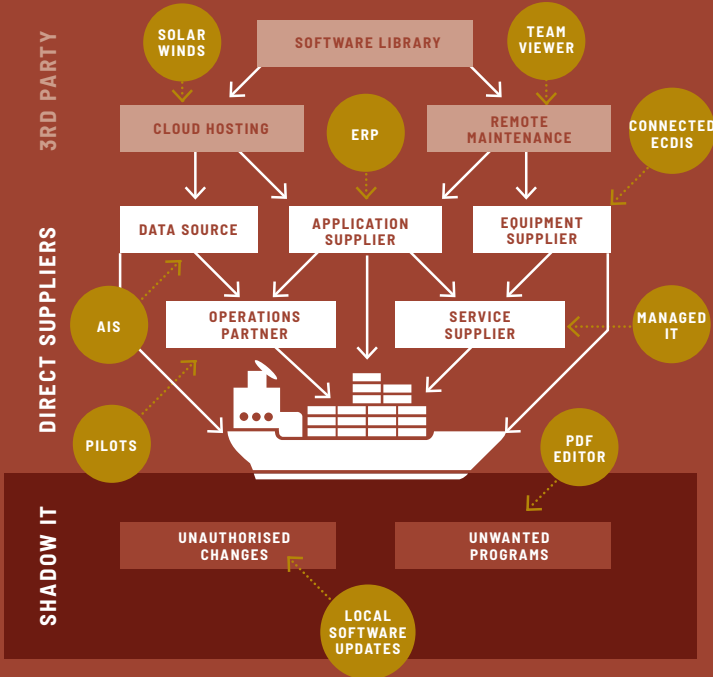 3RD PARTY
SOLAR
WINDS
SOFTWARE LIBRARY
TEAM
VIEWER
CLOUD HOSTING
ERP
REMOTE
MAINTENANCE
CONNECTED
ECDIS
DIRECT SUPPLIERS
DATA SOURCE
APPLICATION
SUPPLIER
EQUIPMENT
SUPPLIER
AIS
OPERATIONS
PARTNER
SERVICE
SUPPLIER
MANAGED
IT
PILOTS
PDF
EDITOR
SHADOW IT
UNAUTHORISED
CHANGES
UNWANTED
PROGRAMS
LOCAL
SOFTWARE
UPDATES